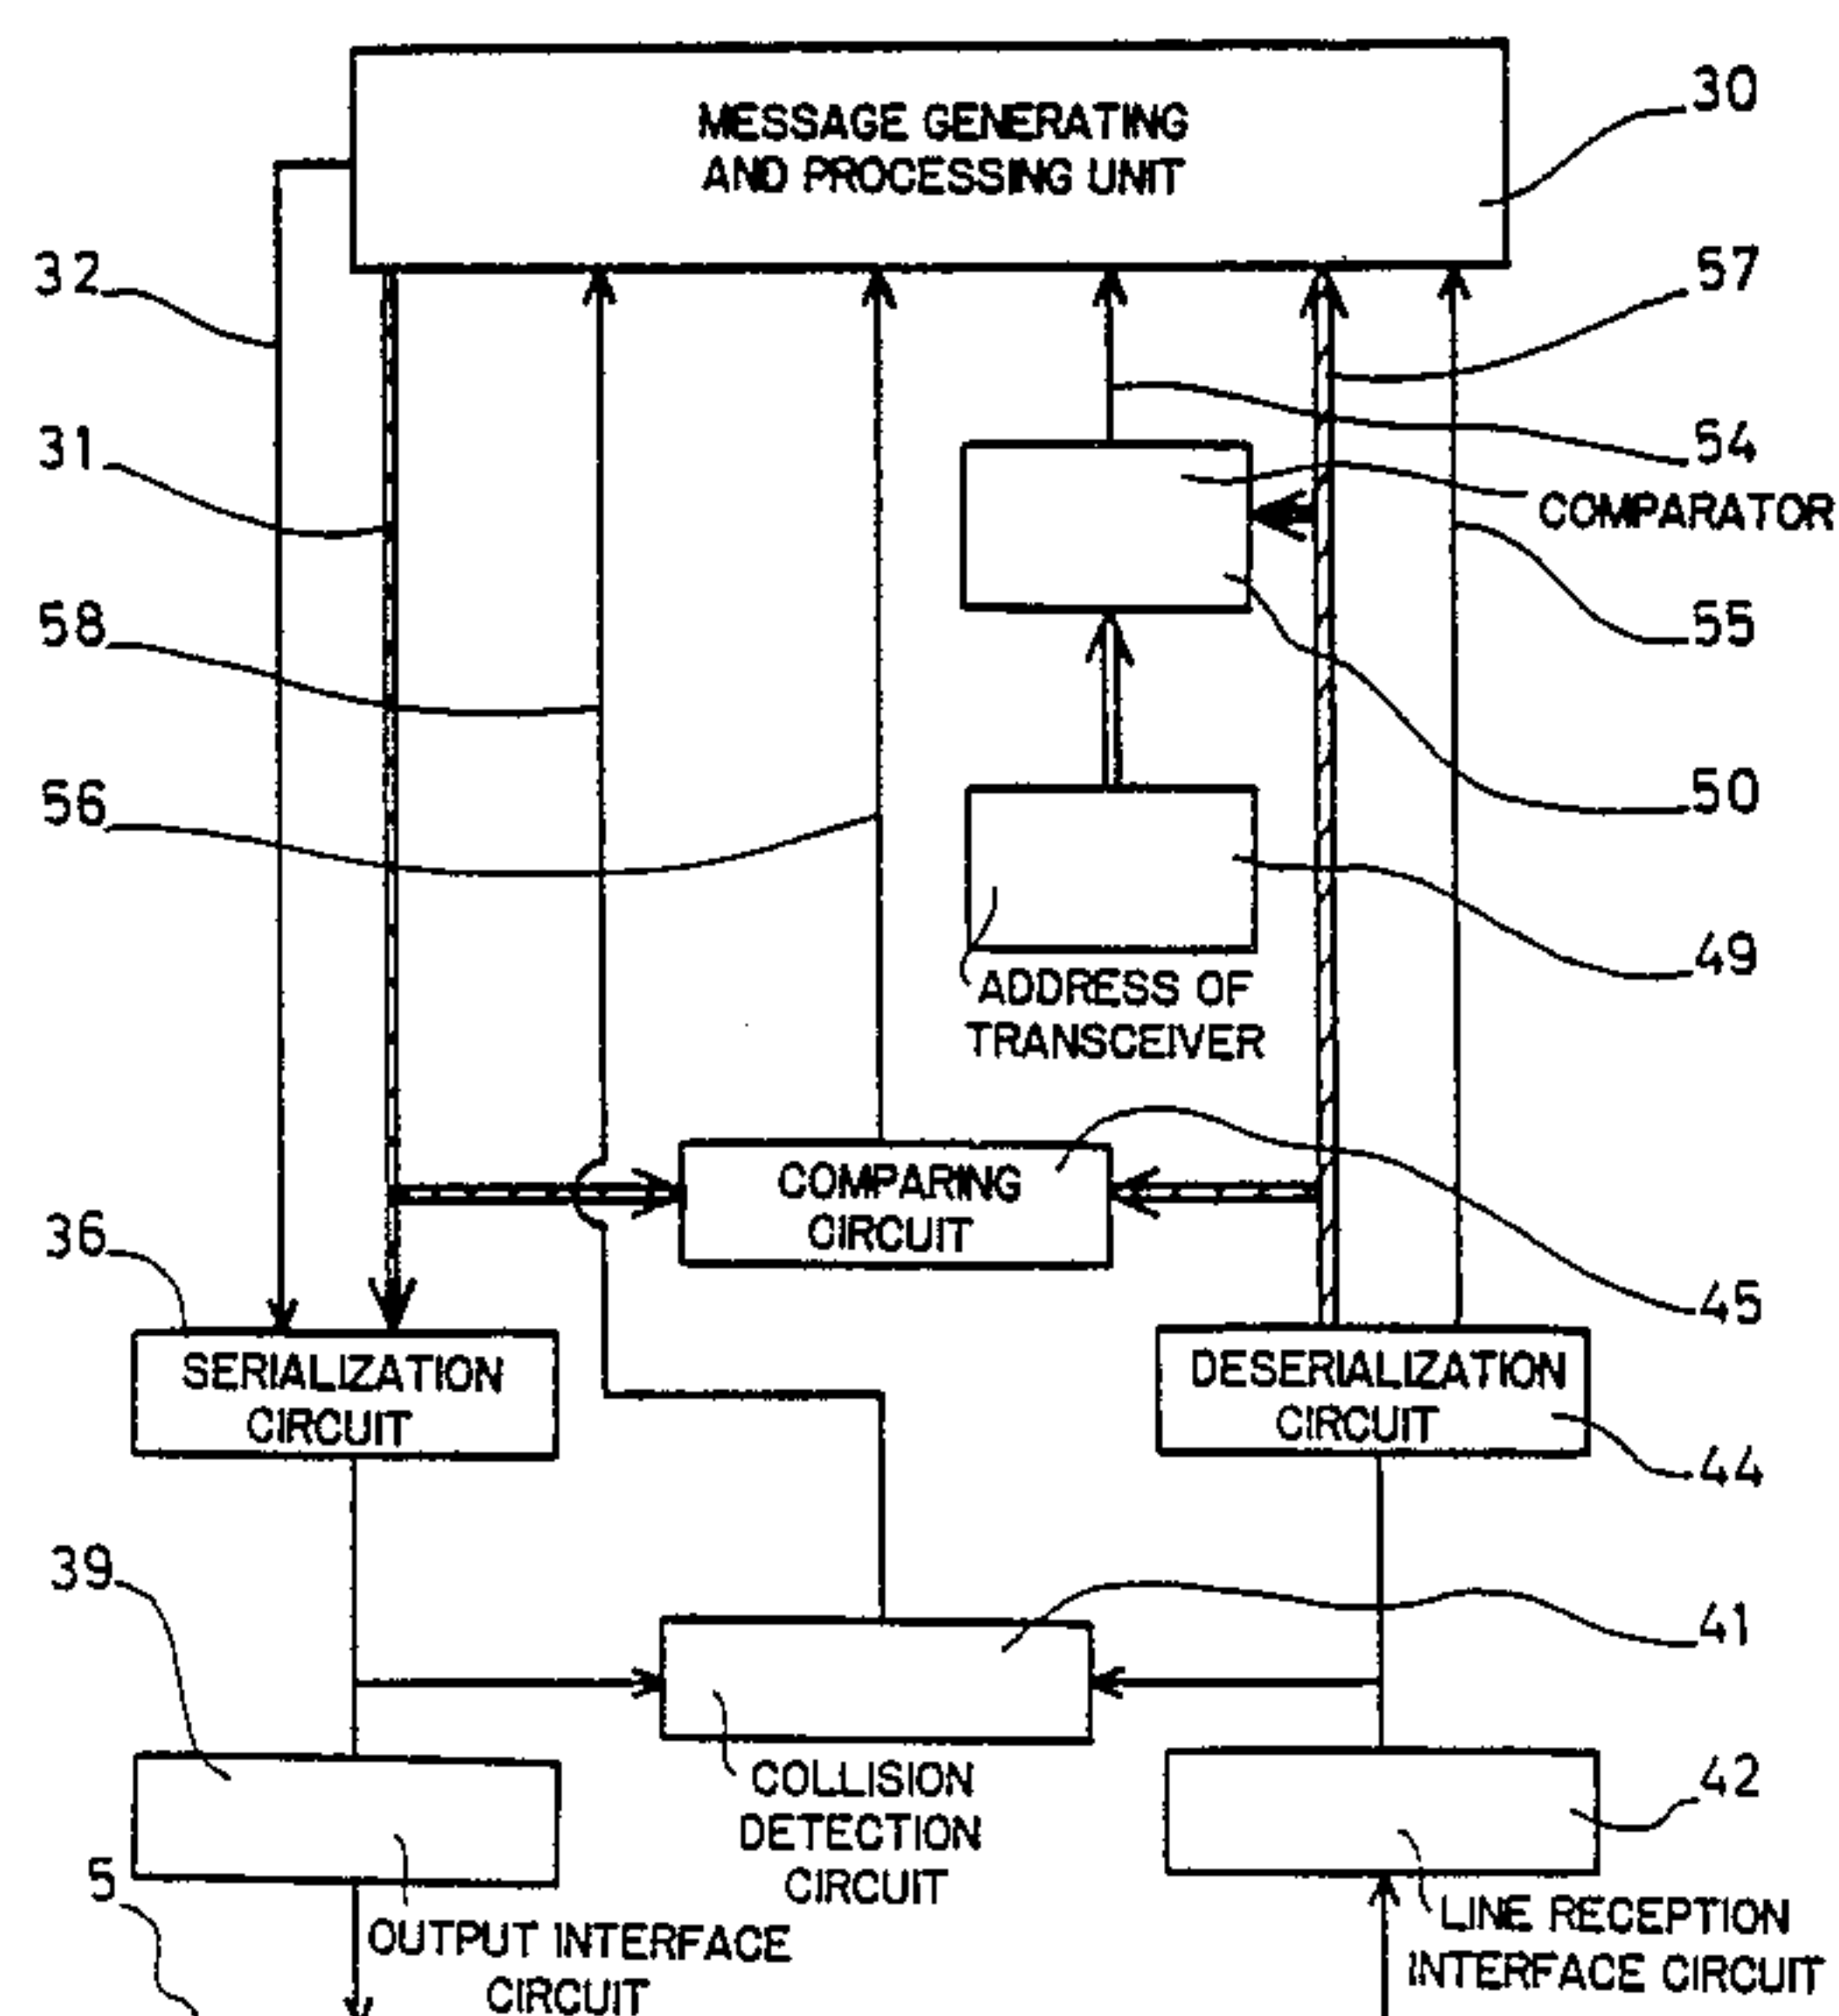 MESSAGE GENERATING
AND PROCESSING UNIT
30
32
57
31
54
COMPARATOR
58
55
56
50
49
ADDRESS OF
TRANSCEIVER
COMPARING
CIRCUIT
36
45
SERIALIZATION
CIRCUIT
DESERIALIZATION
CIRCUIT
44
39
41
COLLISION
DETECTION
CIRCUIT
42
5
OUTPUT INTERFACE
CIRCUIT
LINE RECEPTION
INTERFACE CIRCUIT